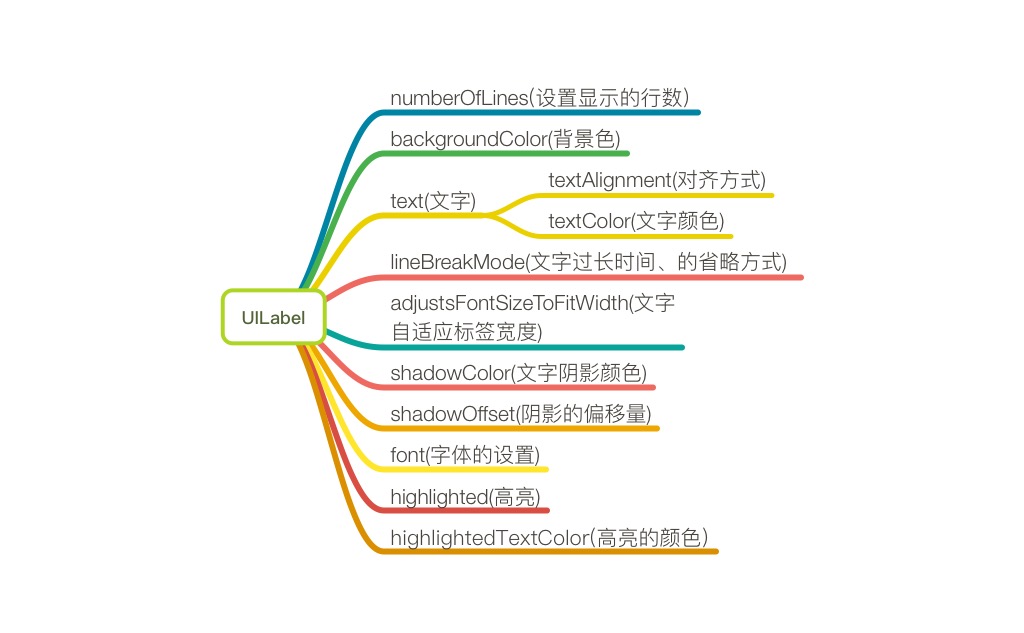 numberOfLines(设置显示的行数)
backgroundColor(背景色)
textAlignment(对齐方式)
text(文字)
textColor(文字颜色)
lineBreakMode(文字过长时间、的省略方式)
adjustsFontSizeToFitWidth(文字
自适应标签宽度)
UILabel
shadowColor(文字阴影颜色)
shadowOffset(阴影的偏移量)
font(字体的设置)
highlighted(高亮)
highlightedTextColor(高亮的颜色）